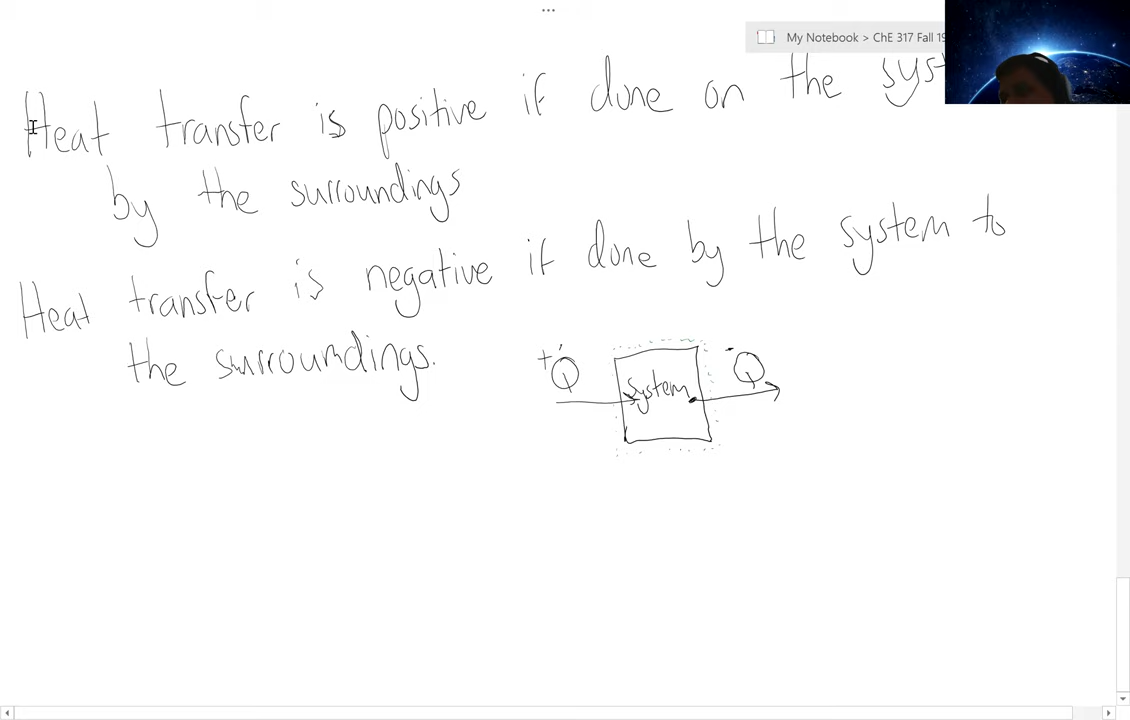 My Notebook > ChE 317 Fall 19
Heat transfer is positive if done on the
by the surroundings
Heat transfer is negative if done by the system to
the surroundings.
+Q̇ system -Q̇